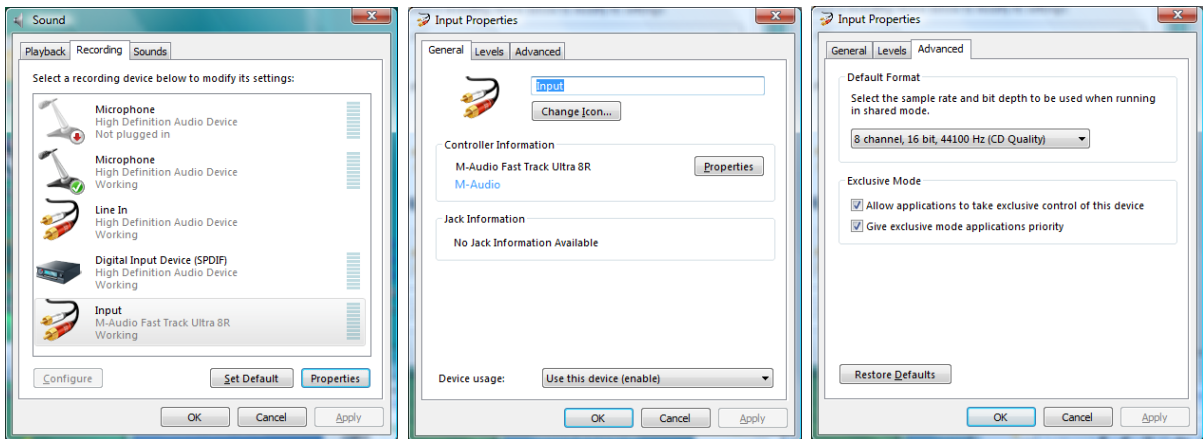 Sound
Playback Recording Sounds
Select a recording device below to modify its settings:
Microphone
High Definition Audio Device
Not plugged in
Microphone
High Definition Audio Device
Working
Line In
High Definition Audio Device
Working
Digital Input Device (SPDIF)
High Definition Audio Device
Working
Input
M-Audio Fast Track Ultra 8R
Working
Configure Set Default Properties
OK Cancel Apply
Input Properties
General Levels Advanced
Input
Change Icon...
Controller Information
M-Audio Fast Track Ultra 8R Properties
M-Audio
Jack Information
No Jack Information Available
Device usage: Use this device (enable)
OK Cancel Apply
Input Properties
General Levels Advanced
Default Format
Select the sample rate and bit depth to be used when running
in shared mode.
8 channel, 16 bit, 44100 Hz (CD Quality)
Exclusive Mode
Allow applications to take exclusive control of this device
Give exclusive mode applications priority
Restore Defaults
OK Cancel Apply